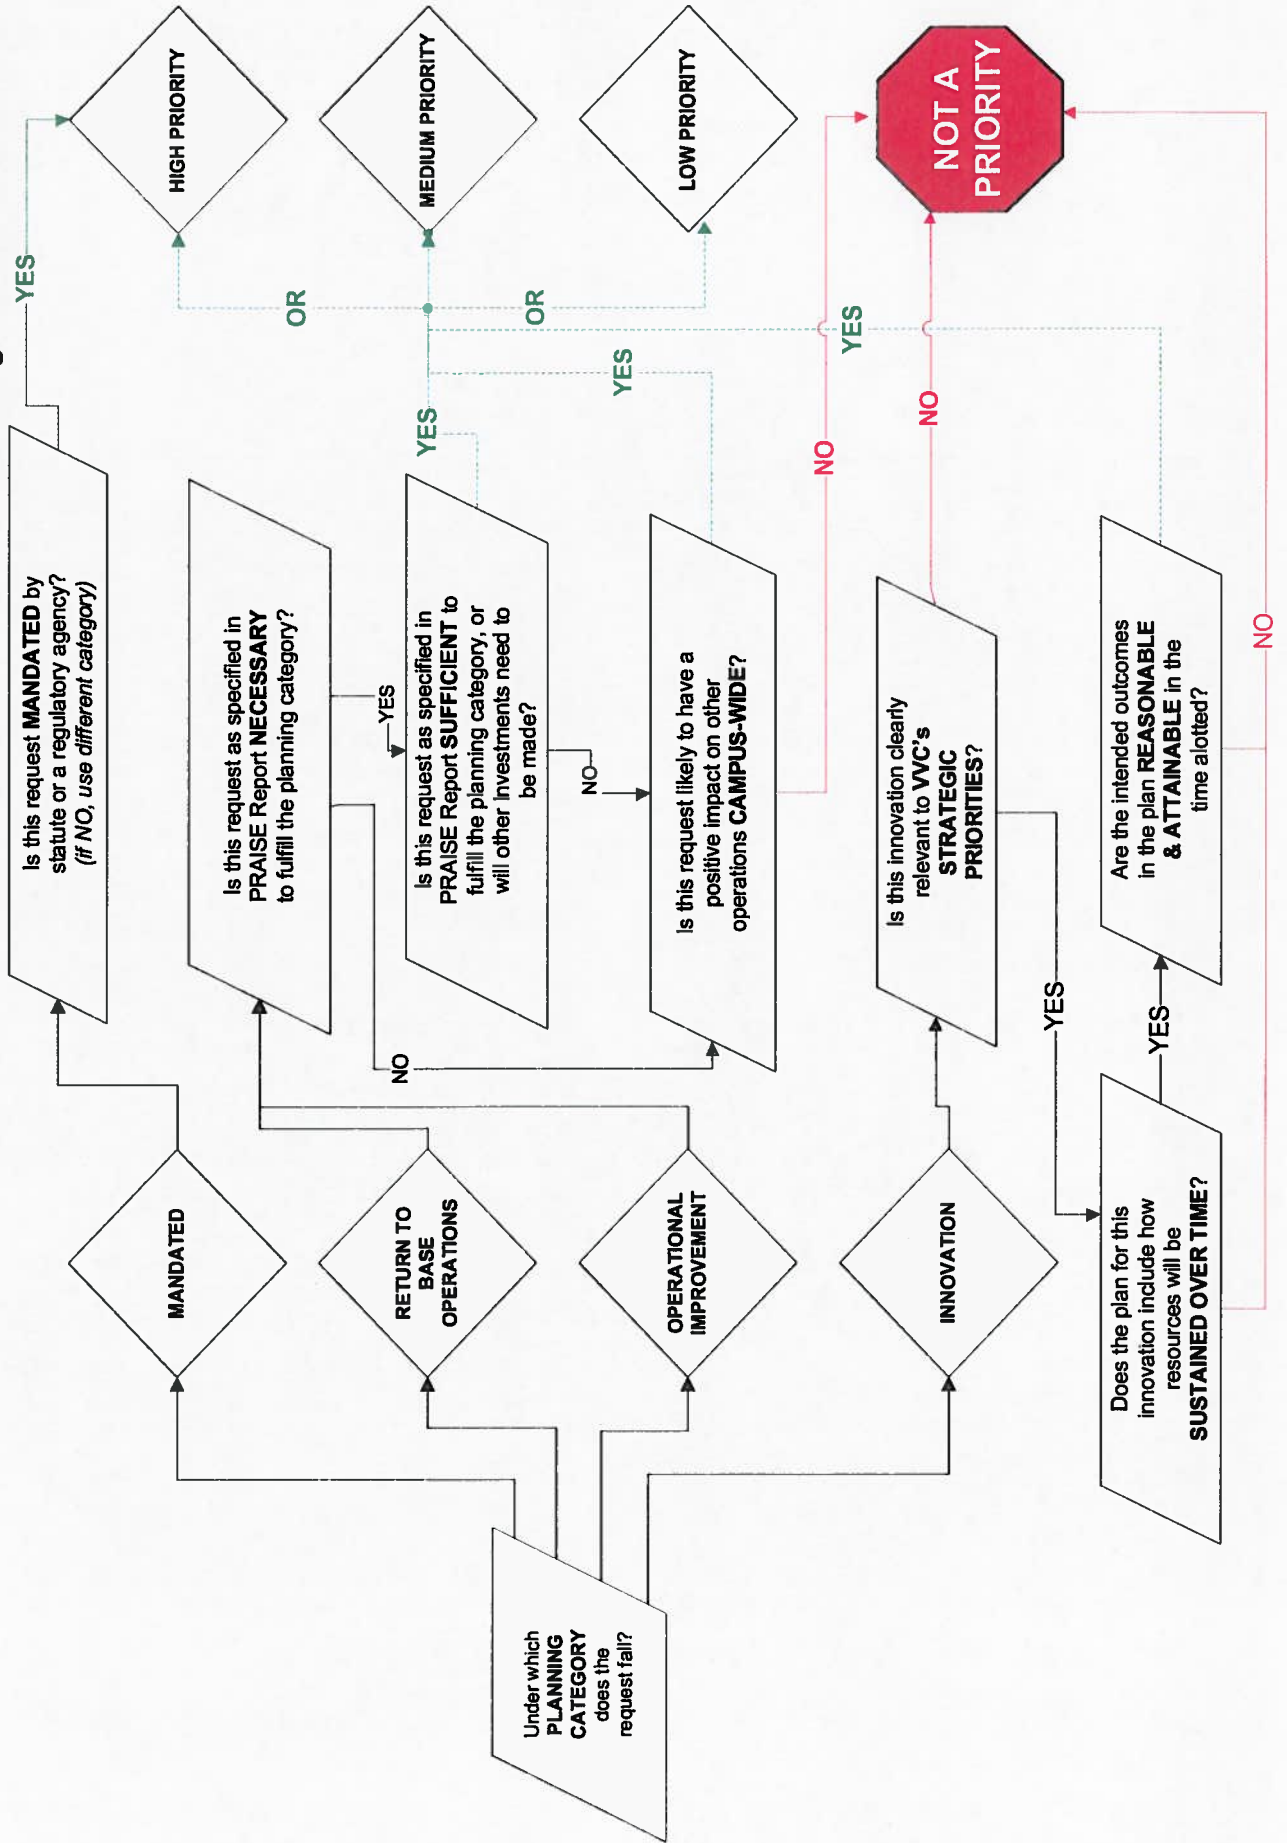 Under which
PLANNING
CATEGORY
does the
request fall?
MANDATED
RETURN TO
BASE
OPERATIONS
OPERATIONAL
IMPROVEMENT
INNOVATION
Is this request MANDATED by
statute or a regulatory agency?
(if NO, use different category)
YES
Is this request as specified in
PRAISE Report NECESSARY
to fulfill the planning category?
YES
NO
Is this request as specified in
PRAISE Report SUFFICIENT to
fulfill the planning category, or
will other investments need to
be made?
YES
NO
Is this request likely to have a
positive impact on other
operations CAMPUS-WIDE?
YES
NO
Is this innovation clearly
relevant to VVC's
STRATEGIC
PRIORITIES?
NO
YES
Does the plan for this
innovation include how
resources will be
SUSTAINED OVER TIME?
YES
Are the intended outcomes
in the plan REASONABLE
& ATTAINABLE in the
time alotted?
YES
NO
OR
OR
HIGH PRIORITY
MEDIUM PRIORITY
LOW PRIORITY
NOT A
PRIORITY